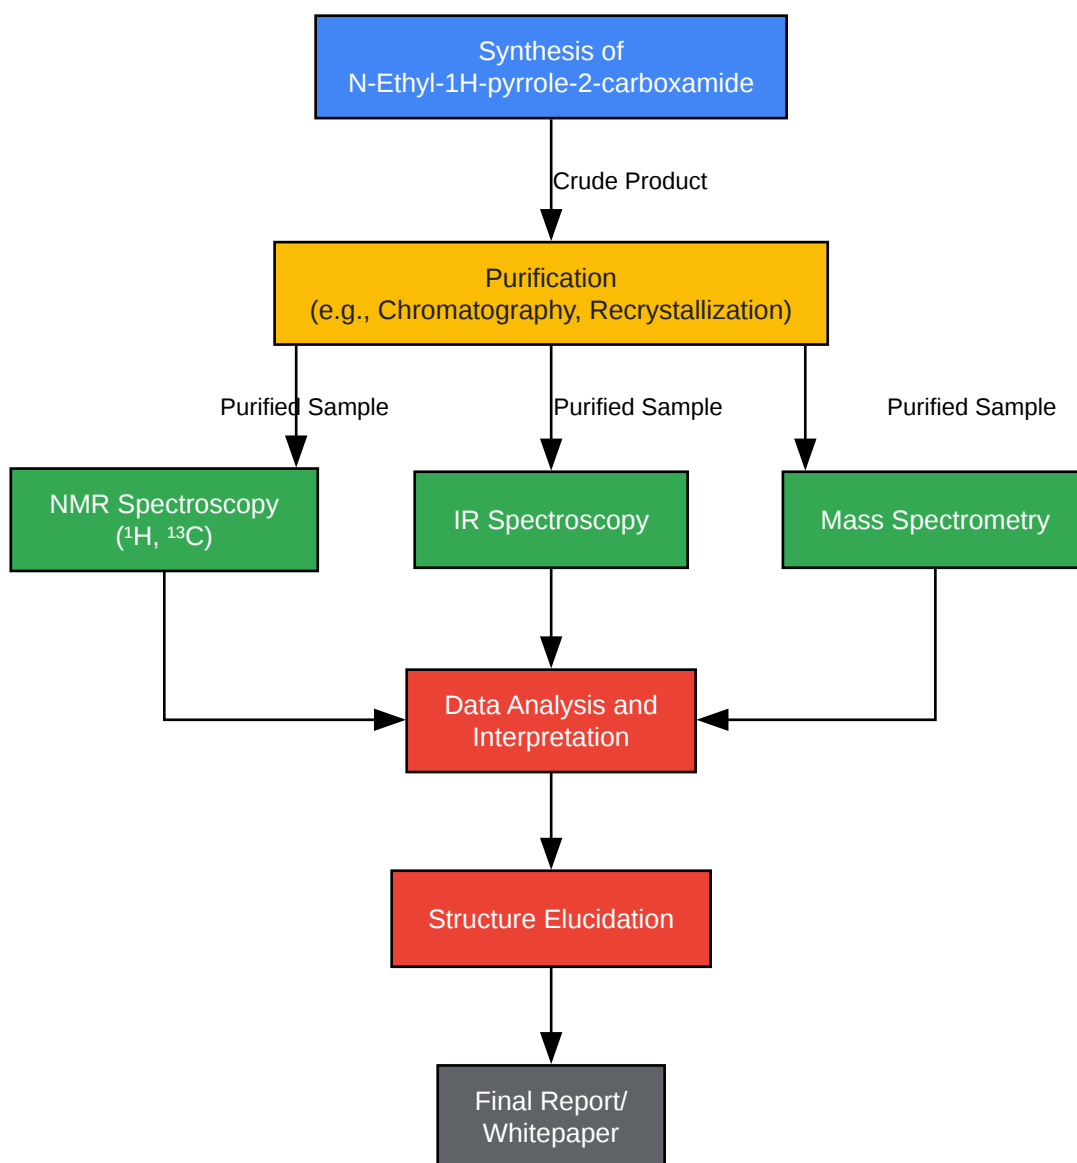 Synthesis of
N-Ethyl-1H-pyrrole-2-carboxamide
Crude Product
Purification
(e.g., Chromatography, Recrystallization)
Purified Sample
Purified Sample
Purified Sample
NMR Spectroscopy
(¹H, ¹³C)
IR Spectroscopy
Mass Spectrometry
Data Analysis and
Interpretation
Structure Elucidation
Final Report/
Whitepaper